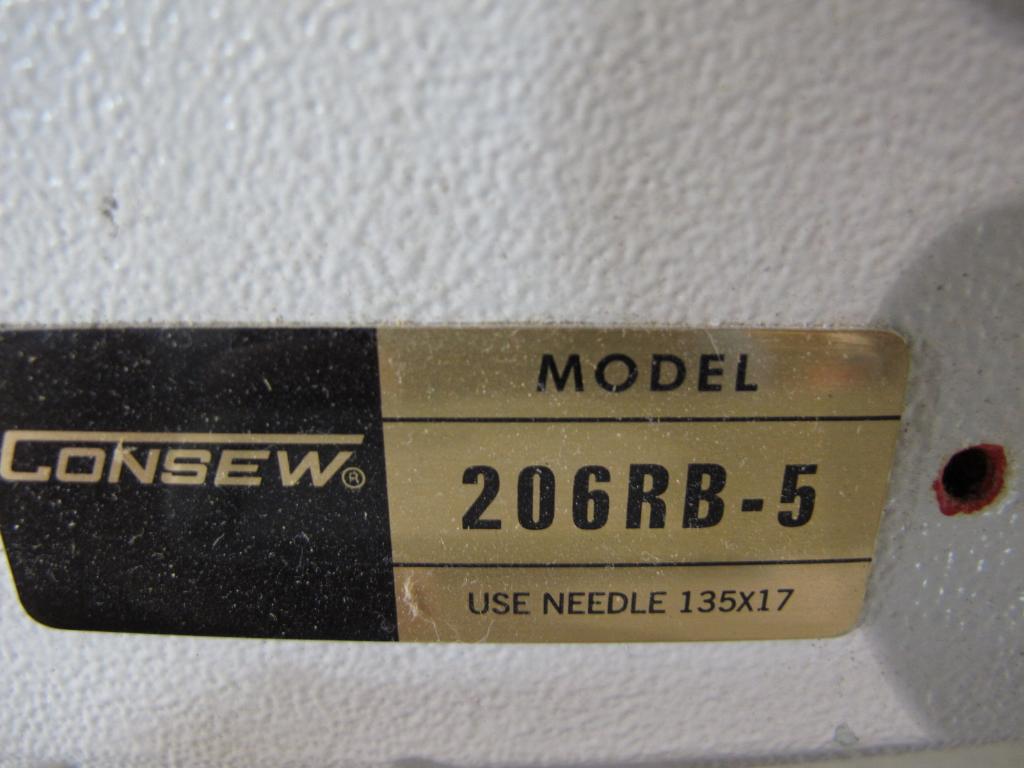 CONSEW®
MODEL
206RB-5
USE NEEDLE 135X17